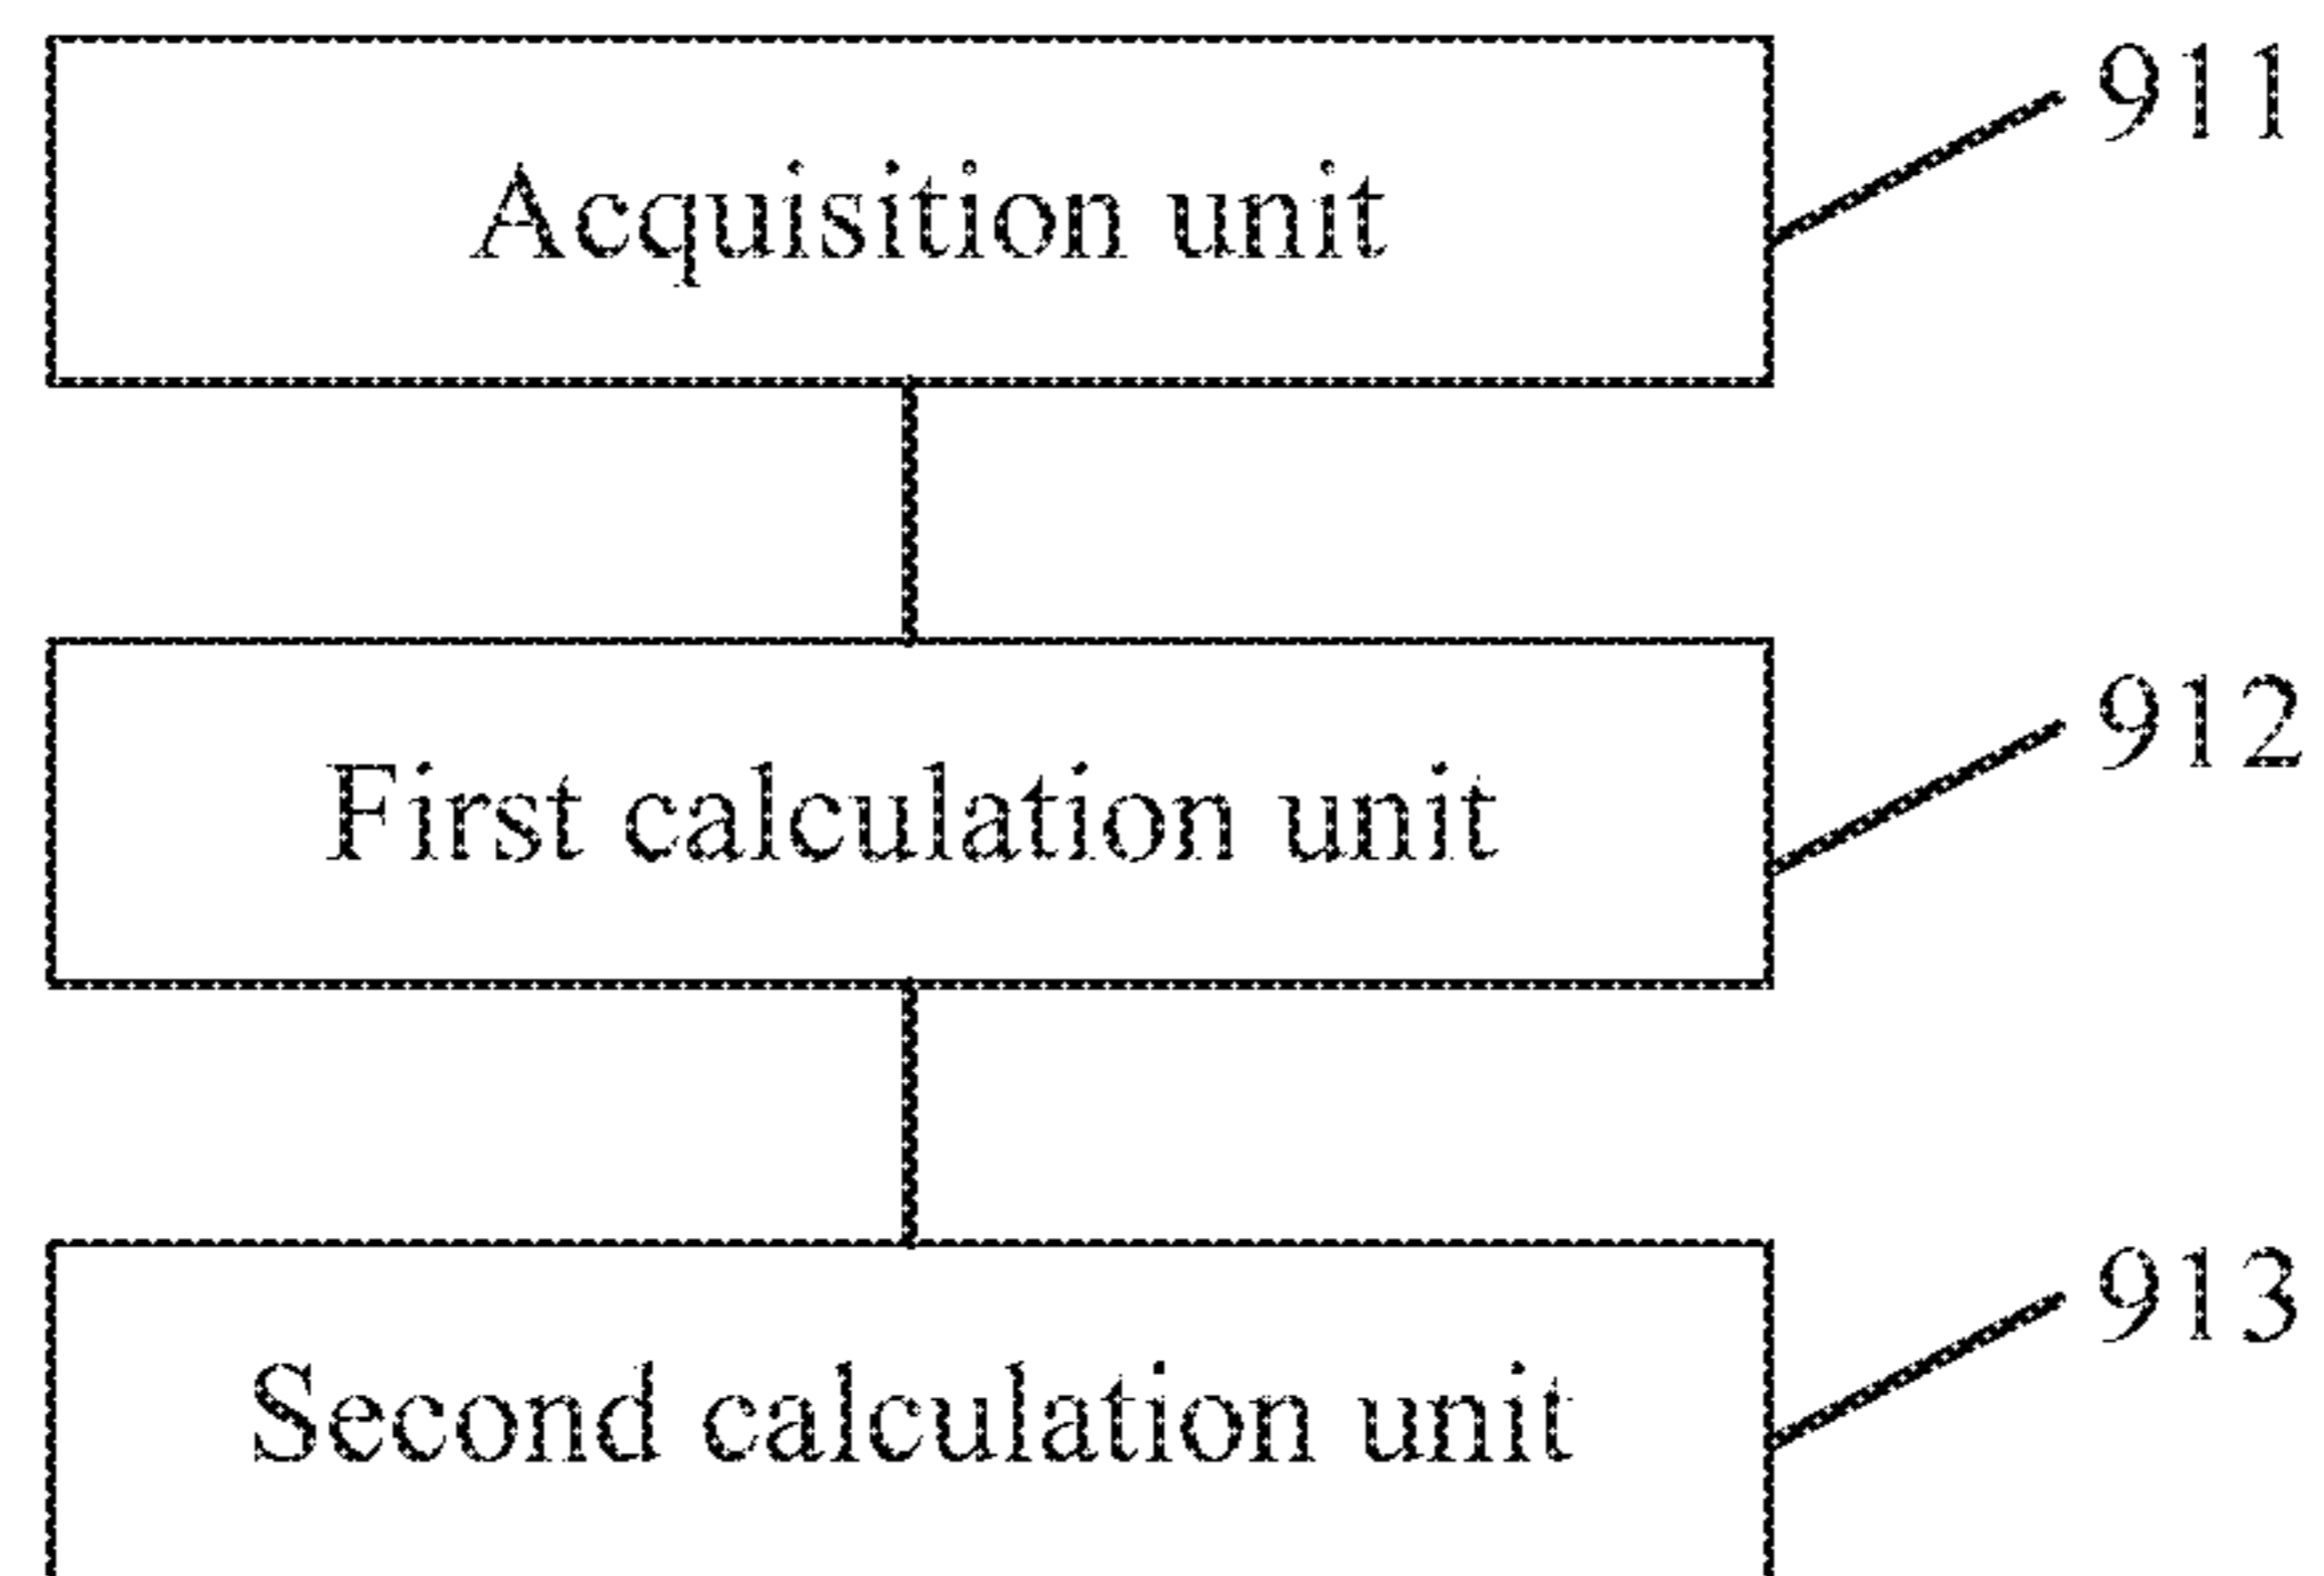 911
Acquisition unit
912
First calculation unit
913
Second calculation unit